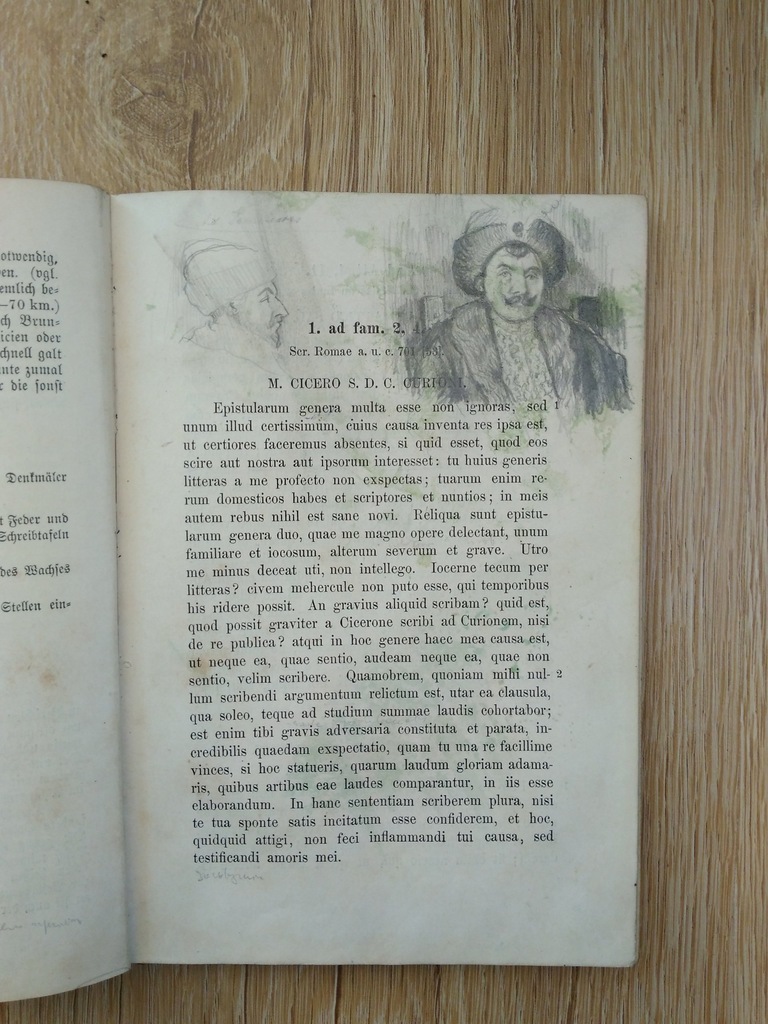 otwendig,
en. (vgl.
emlich be=
–70 km.)
ch Brun=
icien oder
chnell galt
nte zumal
r die sonst
Denkmäler
t Feder und
Schreibtafeln
des Wachses
Stellen ein=
1. ad fam. 2, 4.
Scr. Romae a. u. c. 701 [53].
M. CICERO S. D. C. CURIONI.
Epistularum genera multa esse non ignoras, sed 1
unum illud certissimum, cuius causa inventa res ipsa est,
ut certiores faceremus absentes, si quid esset, quod eos
scire aut nostra aut ipsorum interesset: tu huius generis
litteras a me profecto non exspectas; tuarum enim re-
rum domesticos habes et scriptores et nuntios; in meis
autem rebus nihil est sane novi. Reliqua sunt epistu-
larum genera duo, quae me magno opere delectant, unum
familiare et iocosum, alterum severum et grave. Utro
me minus deceat uti, non intellego. Iocerne tecum per
litteras? civem mehercule non puto esse, qui temporibus
his ridere possit. An gravius aliquid scribam? quid est,
quod possit graviter a Cicerone scribi ad Curionem, nisi
de re publica? atqui in hoc genere haec mea causa est,
ut neque ea, quae sentio, audeam neque ea, quae non
sentio, velim scribere. Quamobrem, quoniam mihi nul- 2
lum scribendi argumentum relictum est, utar ea clausula,
qua soleo, teque ad studium summae laudis cohortabor;
est enim tibi gravis adversaria constituta et parata, in-
credibilis quaedam exspectatio, quam tu una re facillime
vinces, si hoc statueris, quarum laudum gloriam adama-
ris, quibus artibus eae laudes comparantur, in iis esse
elaborandum. In hanc sententiam scriberem plura, nisi
te tua sponte satis incitatum esse confiderem, et hoc,
quidquid attigi, non feci inflammandi tui causa, sed
testificandi amoris mei.